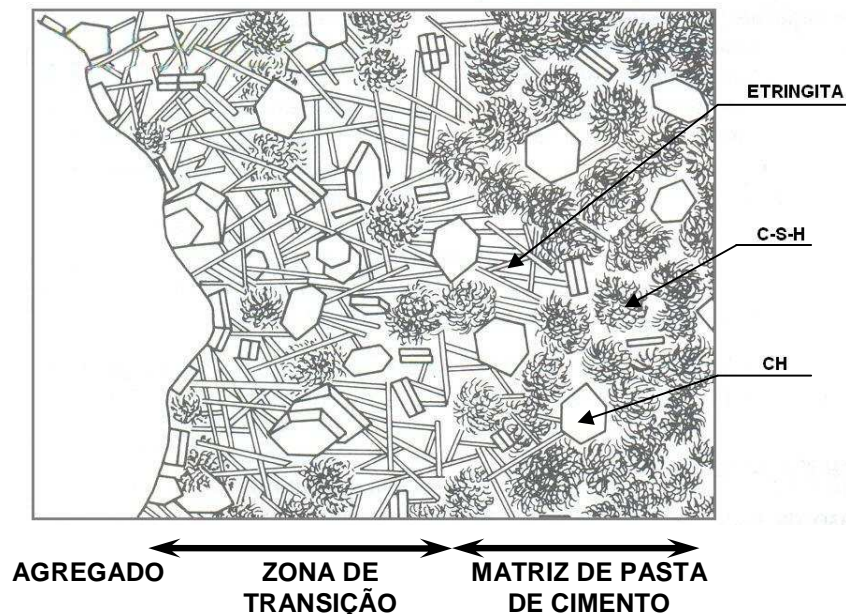 ETRINGITA
C-S-H
CH
AGREGADO
ZONA DE
TRANSIÇÃO
MATRIZ DE PASTA
DE CIMENTO